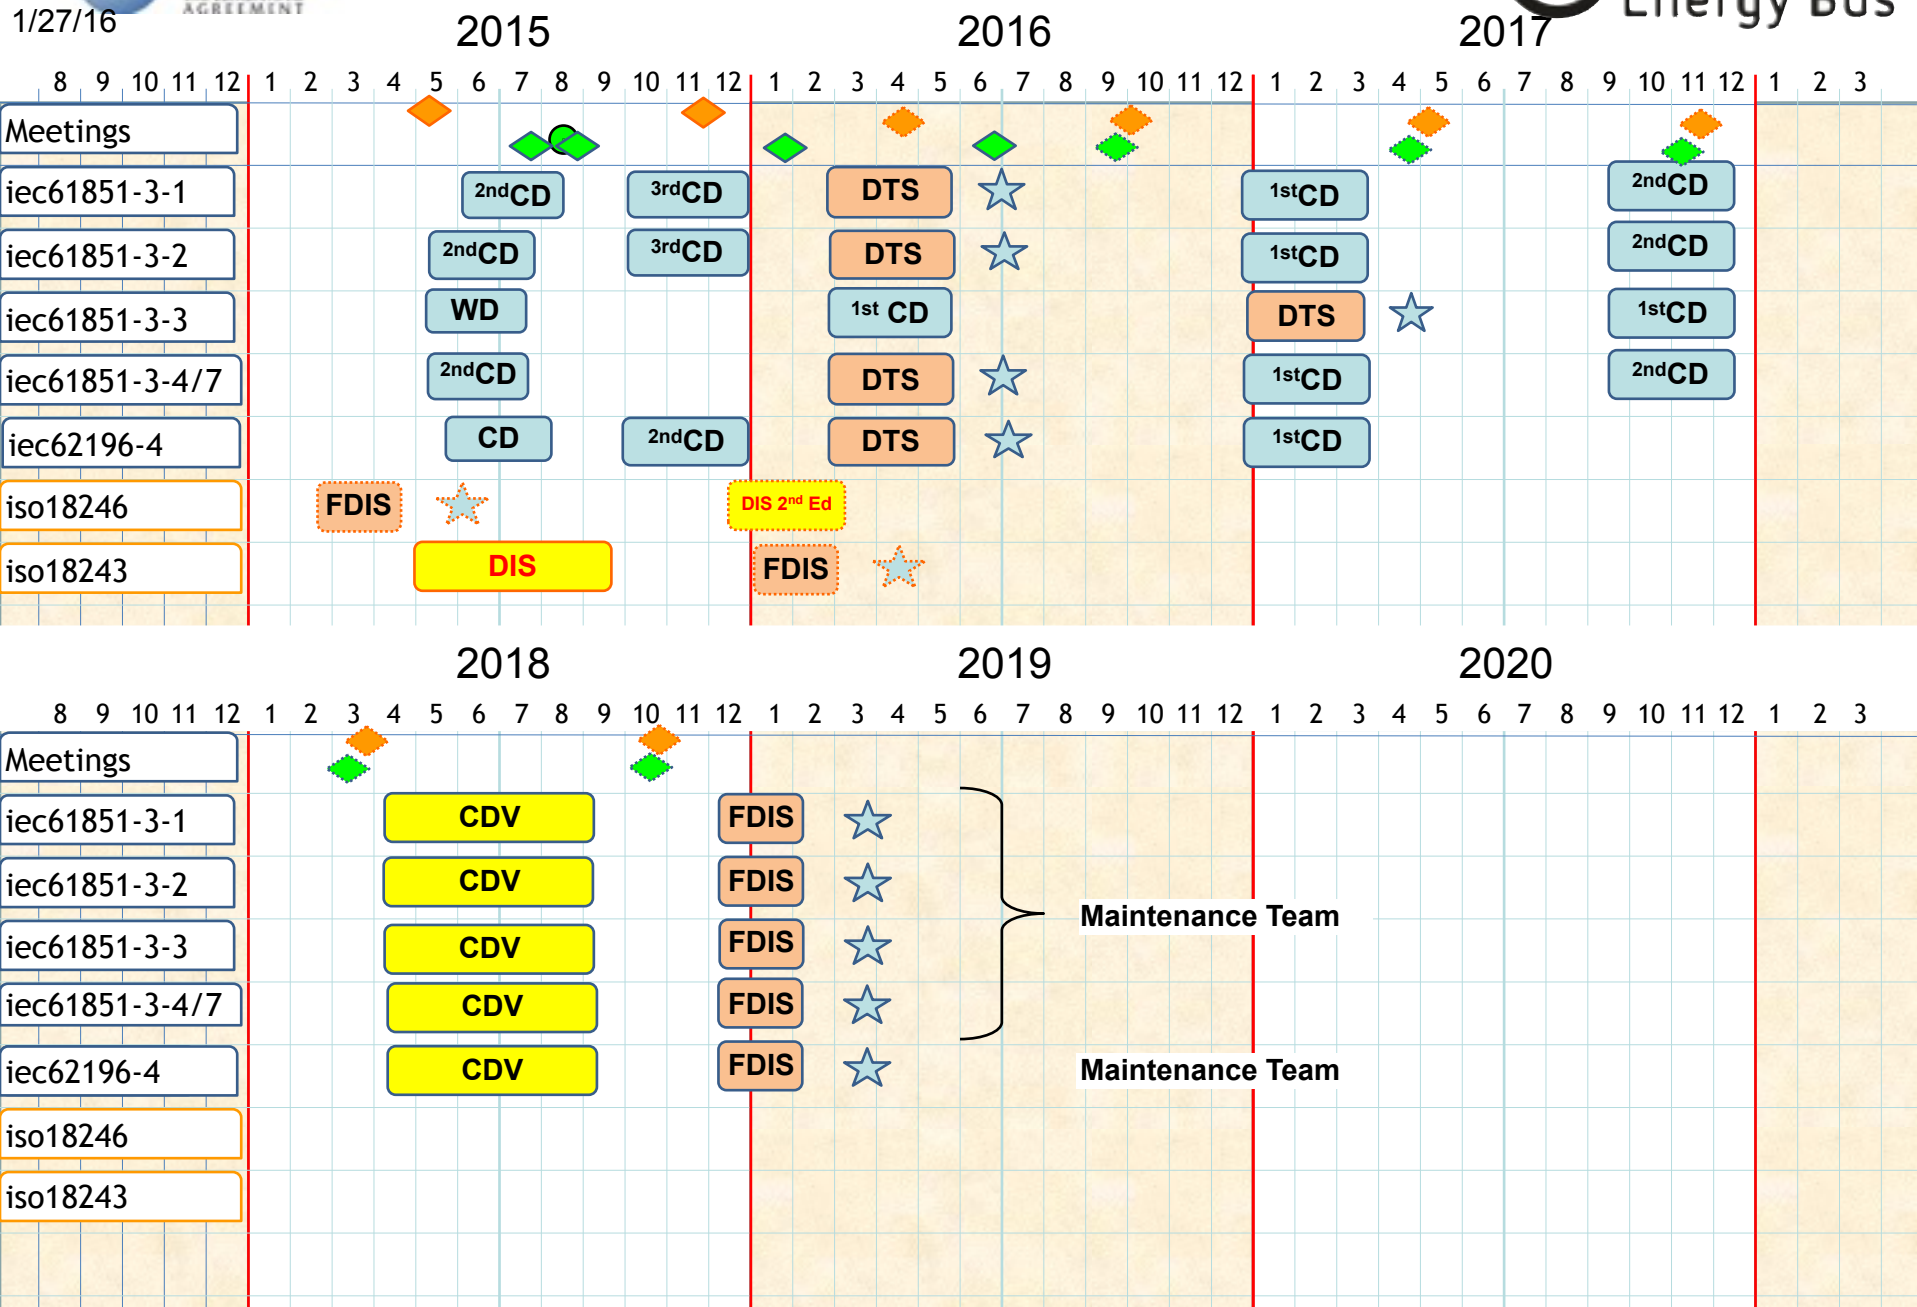 AGREEMENT
Energy Bus
1/27/16
2015 2016 2017
8 9 10 11 12 1 2 3 4 5 6 7 8 9 10 11 12 1 2 3 4 5 6 7 8 9 10 11 12 1 2 3 4 5 6 7 8 9 10 11 12 1 2 3
Meetings
iec61851-3-1 2ndCD 3rdCD DTS 1stCD 2ndCD
iec61851-3-2 2ndCD 3rdCD DTS 1stCD 2ndCD
iec61851-3-3 WD 1st CD DTS 1stCD
iec61851-3-4/7 2ndCD DTS 1stCD 2ndCD
iec62196-4 CD 2ndCD DTS 1stCD
iso18246 FDIS DIS 2nd Ed
iso18243 DIS FDIS
2018 2019 2020
8 9 10 11 12 1 2 3 4 5 6 7 8 9 10 11 12 1 2 3 4 5 6 7 8 9 10 11 12 1 2 3 4 5 6 7 8 9 10 11 12 1 2 3
Meetings
iec61851-3-1 CDV FDIS
iec61851-3-2 CDV FDIS
Maintenance Team
iec61851-3-3 CDV FDIS
iec61851-3-4/7 CDV FDIS
iec62196-4 CDV FDIS Maintenance Team
iso18246
iso18243